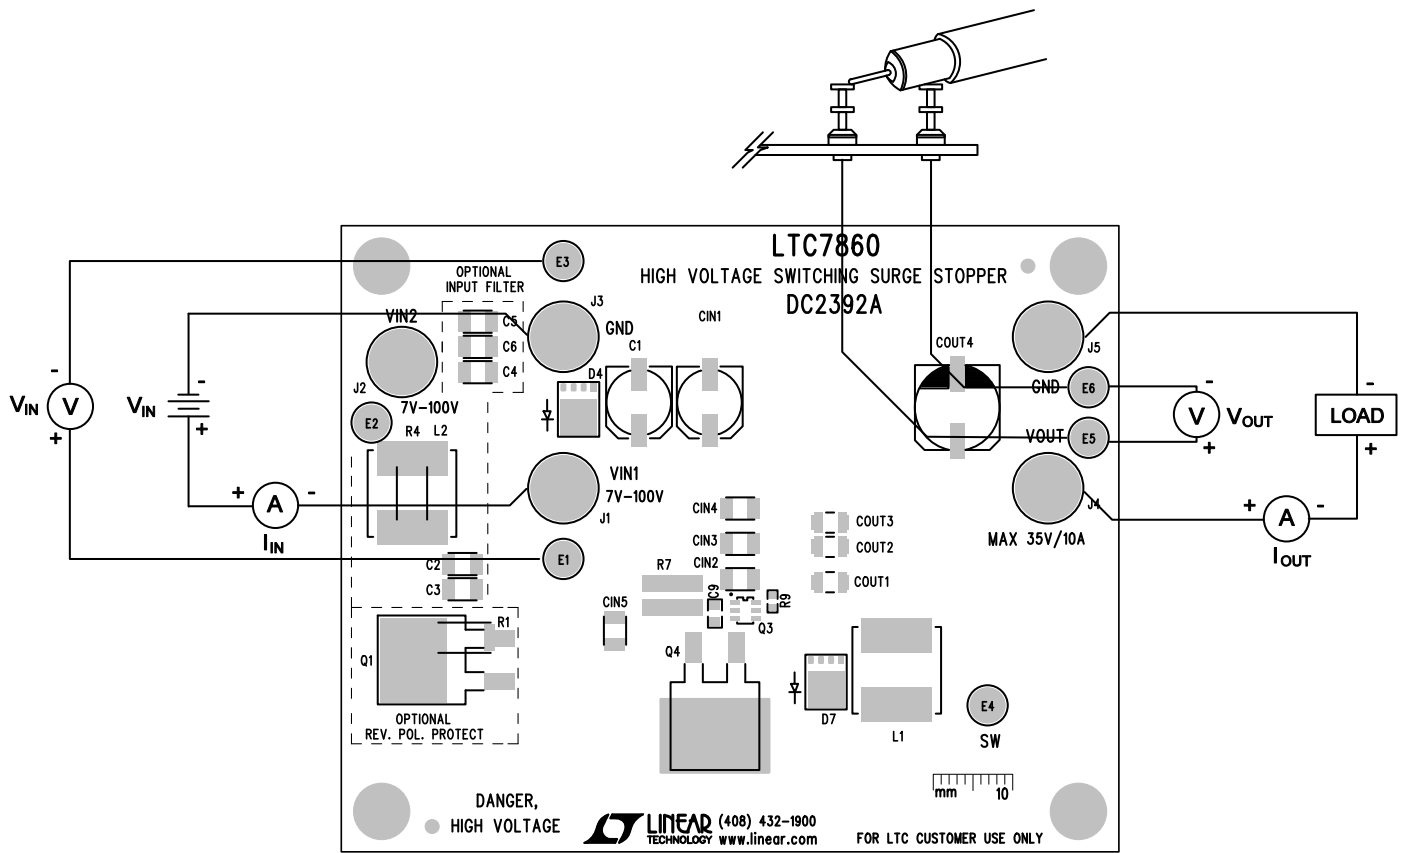 LTC7860
HIGH VOLTAGE SWITCHING SURGE STOPPER
DC2392A
E3
OPTIONAL
INPUT FILTER
VIN2
C5
C6
C4
J3
GND
CIN1
C1
D4
COUT4
J5
GND
E6
VOUT
E5
J2
7V-100V
E2
R4
L2
VIN1
7V-100V
J1
E1
J4
MAX 35V/10A
-
V
VIN
+
-
VIN
+
+
A
-
IIN
-
V
VOUT
+
-
LOAD
+
+
A
-
IOUT
C2
C3
CIN4
CIN3
CIN2
COUT3
COUT2
COUT1
R7
C9
R9
CIN5
Q3
Q4
Q1
R1
OPTIONAL
REV. POL. PROTECT
D7
L1
E4
SW
mm
10
DANGER,
HIGH VOLTAGE
LINEAR
TECHNOLOGY
(408) 432-1900
www.linear.com
FOR LTC CUSTOMER USE ONLY